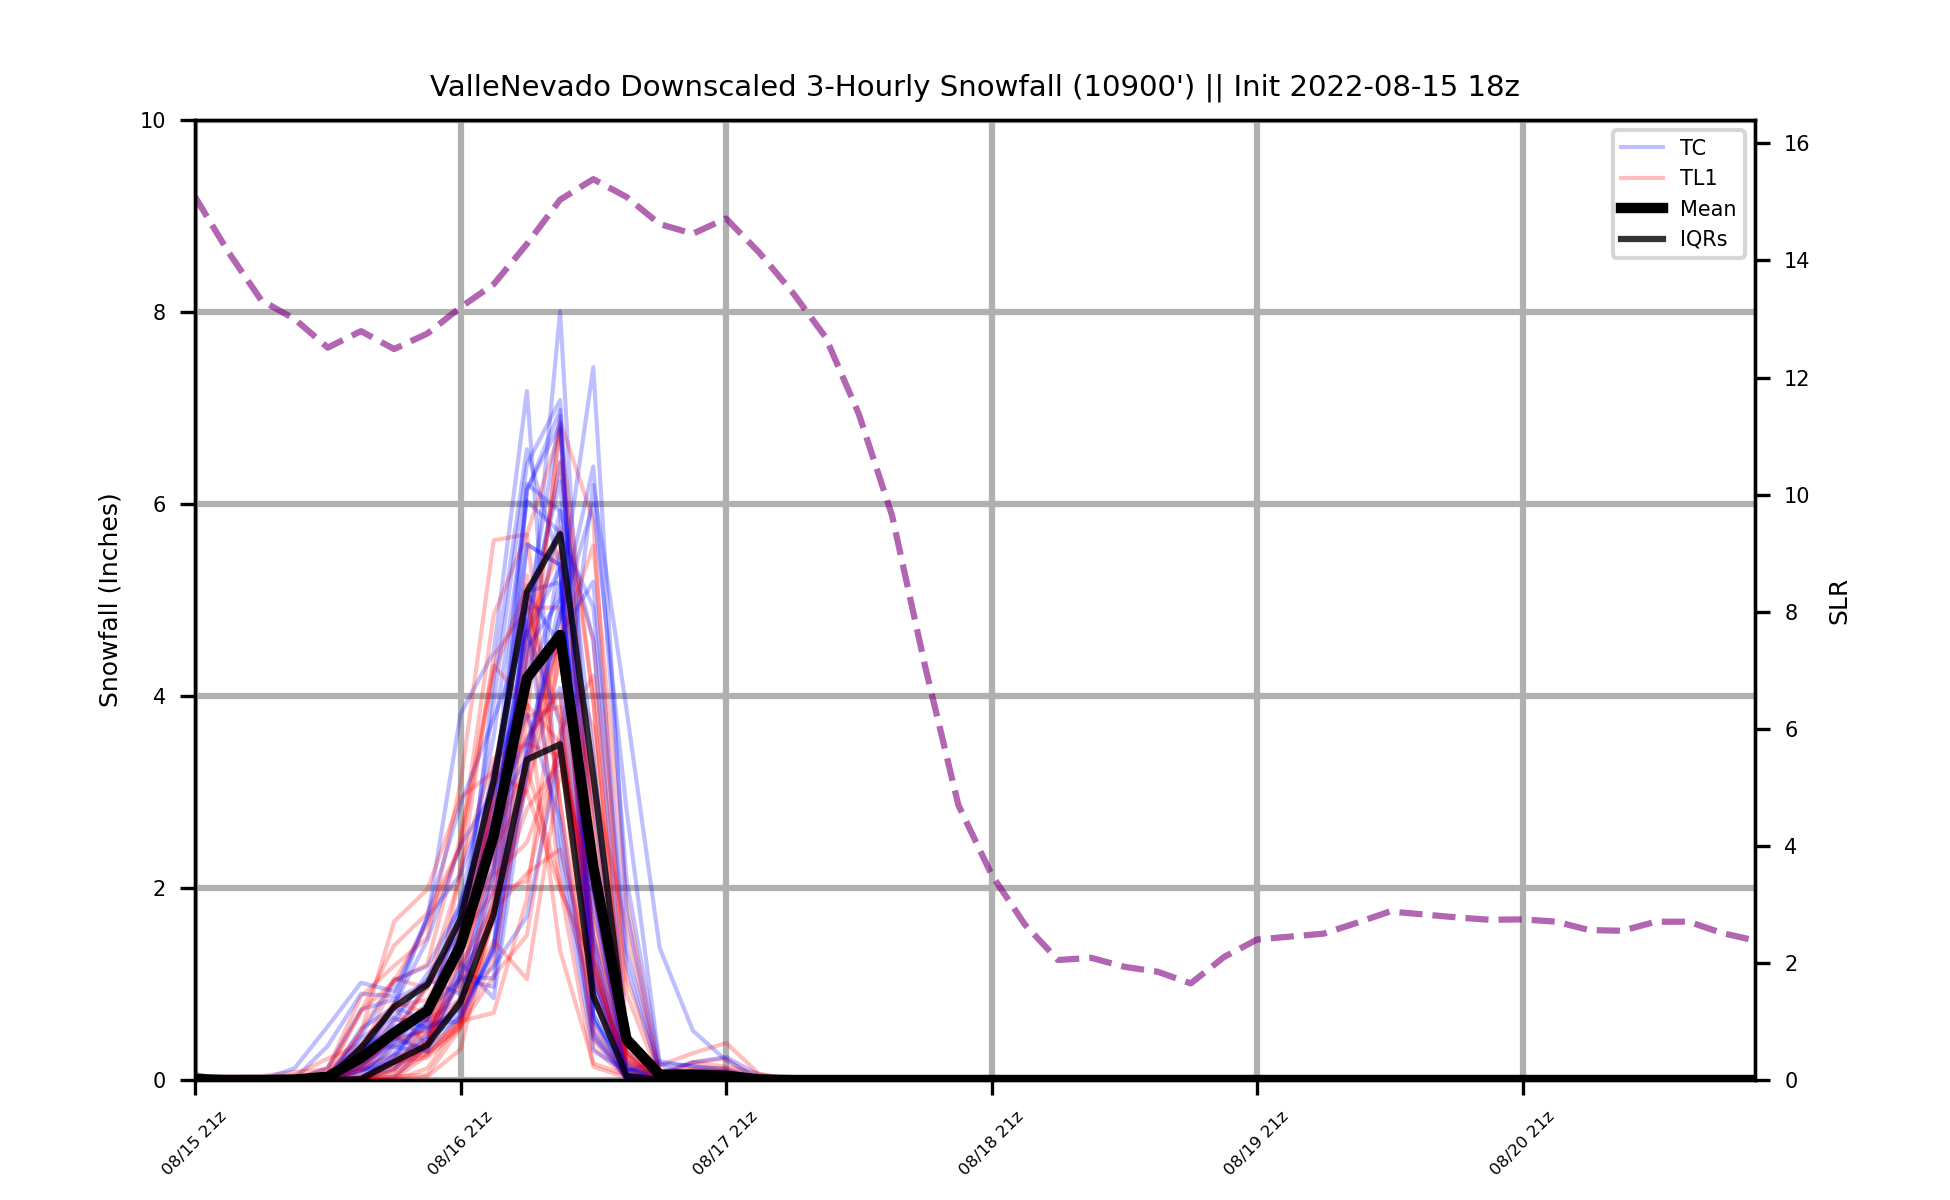 ValleNevado Downscaled 3-Hourly Snowfall (10900') || Init 2022-08-15 18z
10
8
6
4
2
0
Snowfall (Inches)
TC
TL1
Mean
IQRs
16
14
12
10
8
6
4
2
0
SLR
08/15 21z
08/16 21z
08/17 21z
08/18 21z
08/19 21z
08/20 21z